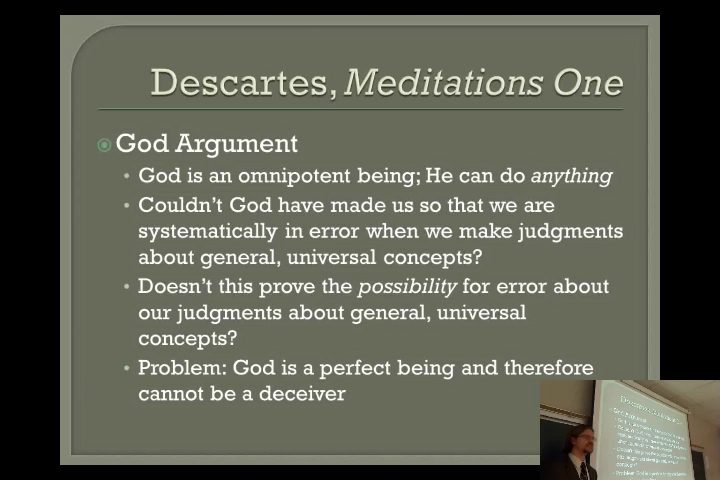 Descartes, Meditations One
God Argument
God is an omnipotent being; He can do anything
Couldn't God have made us so that we are
systematically in error when we make judgments
about general, universal concepts?
Doesn't this prove the possibility for error about
our judgments about general, universal
concepts?
Problem: God is a perfect being and therefore
cannot be a deceiver